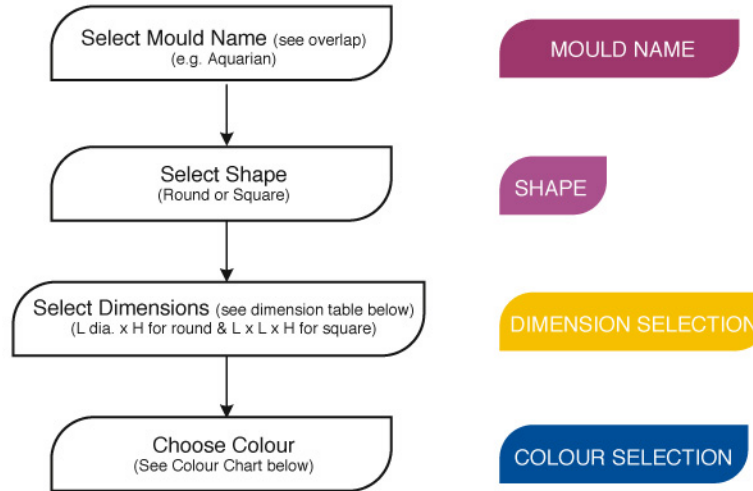 Select Mould Name (see overlap)
(e.g. Aquarian)
MOULD NAME
Select Shape
(Round or Square)
SHAPE
Select Dimensions (see dimension table below)
(L dia. x H for round & L x L x H for square)
DIMENSION SELECTION
Choose Colour
(See Colour Chart below)
COLOUR SELECTION